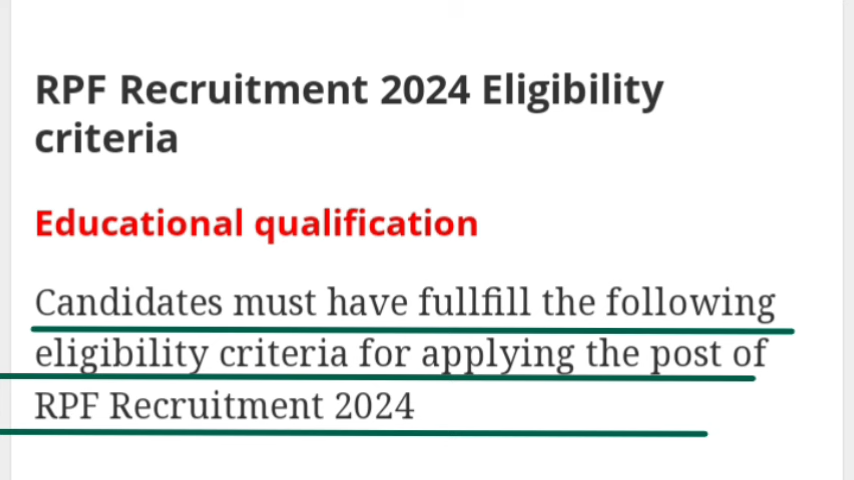 RPF Recruitment 2024 Eligibility
criteria
Educational qualification
Candidates must have fullfill the following
eligibility criteria for applying the post of
RPF Recruitment 2024